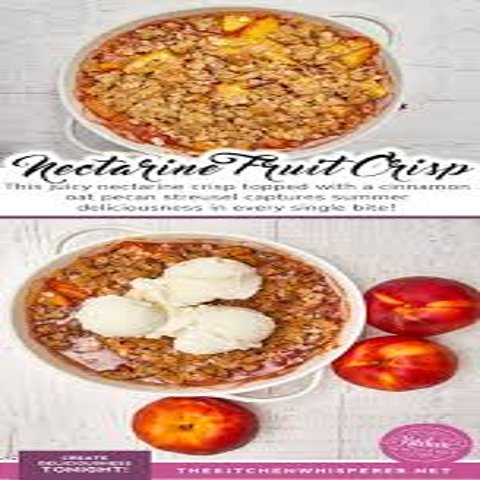 Nectarine Fruit Crisp
This juicy nectarine crisp topped with a cinnamon
oat pecan streusel captures summer
deliciousness in every single bite!
Kitchen
CREATE
DELICIOUSNESS
TONIGHT!
THEKITCHENWHISPERER.NET